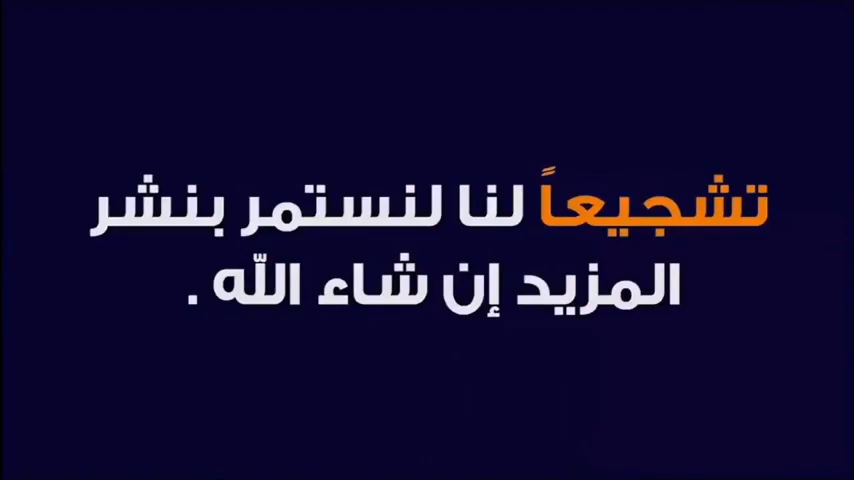 تشجيعاً لنا لنستمر بنشر
المزيد إن شاء الله .